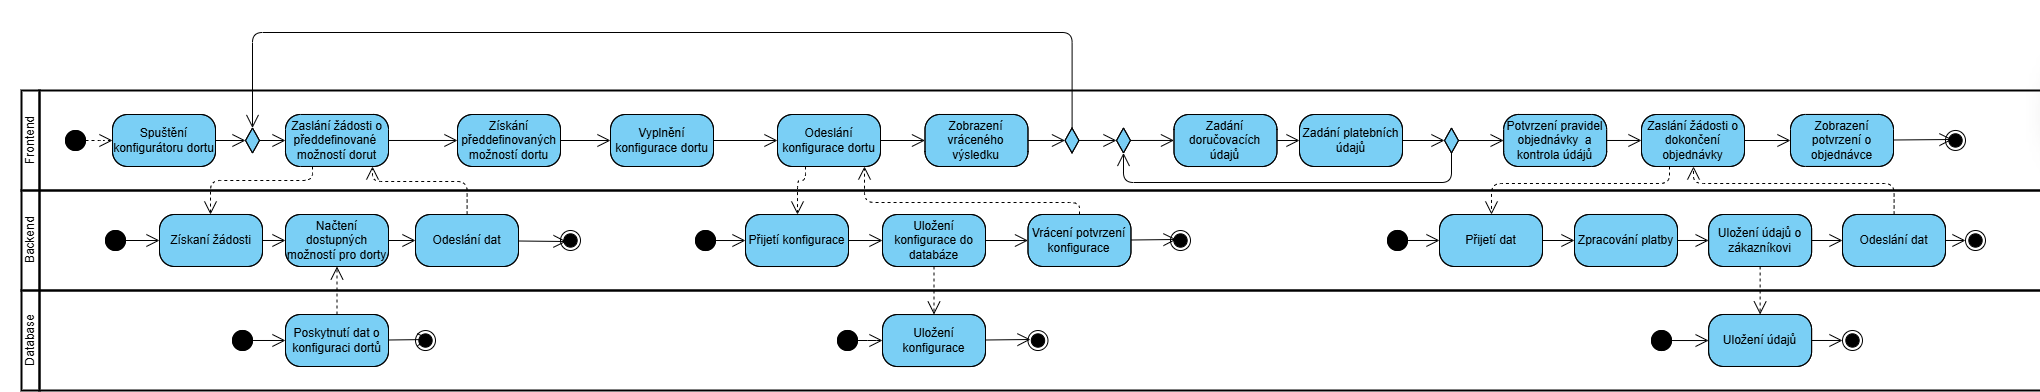 Frontend
Spuštění
konfigurátoru dortu
Zaslání žádosti o
předdefinované
možností dorut
Získání
předdefinovaných
možností dortu
Vyplnění
konfigurace dortu
Odeslání
konfigurace dortu
Zobrazení
vráceného
výsledku
Zadání
doručovacích
údajů
Zadání platebních
údajů
Potvrzení pravidel
objednávky a
kontrola údájů
Zaslání žádosti o
dokončení
objednávky
Zobrazení
potvrzení o
objednávce
Backend
Získaní žádosti
Načtení
dostupných
možností pro dorty
Odeslání dat
Přijetí konfigurace
Uložení
konfigurace do
databáze
Vrácení potvrzení
konfigurace
Přijetí dat
Zpracování platby
Uložení údajů o
zákazníkovi
Odeslání dat
Database
Poskytnutí dat o
konfiguraci dortů
Uložení
konfigurace
Uložení údajů